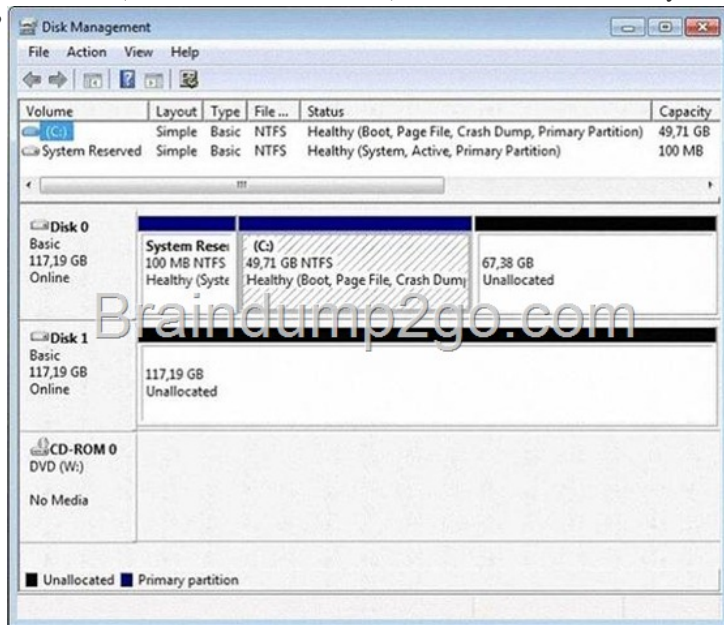 Disk Management
File Action View Help
Volume Layout Type File ... Status Capacity
(C:) Simple Basic NTFS Healthy (Boot, Page File, Crash Dump, Primary Partition) 49,71 GB
System Reserved Simple Basic NTFS Healthy (System, Active, Primary Partition) 100 MB
Disk 0
Basic
117,19 GB
Online
System Reser
100 MB NTFS
Healthy (Syste
(C:)
49,71 GB NTFS
Healthy (Boot, Page File, Crash Dump
67,38 GB
Unallocated
Braindump2go.com
Disk 1
Basic
117,19 GB
Online
117,19 GB
Unallocated
CD-ROM 0
DVD (W:)
No Media
Unallocated Primary partition